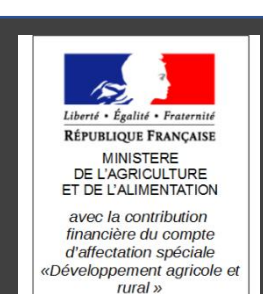 Liberté • Égalité • Fraternité
RÉPUBLIQUE FRANÇAISE
MINISTERE
DE L'AGRICULTURE
ET DE L'ALIMENTATION
avec la contribution
financière du compte
d'affectation spéciale
«Développement agricole et
rural »